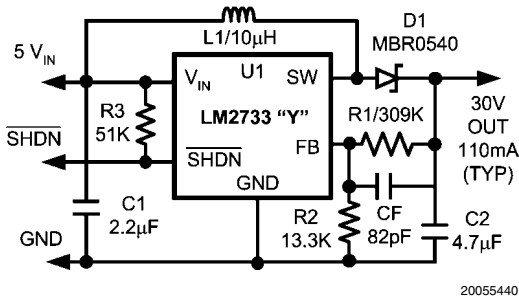 L1/10µH
D1
MBR0540
5 VIN
VIN
U1
SW
R3
51K
LM2733 “Y”
R1/309K
30V
OUT
110mA
(TYP)
SHDN
SHDN
FB
GND
C1
2.2µF
R2
13.3K
CF
82pF
C2
4.7µF
GND
20055440